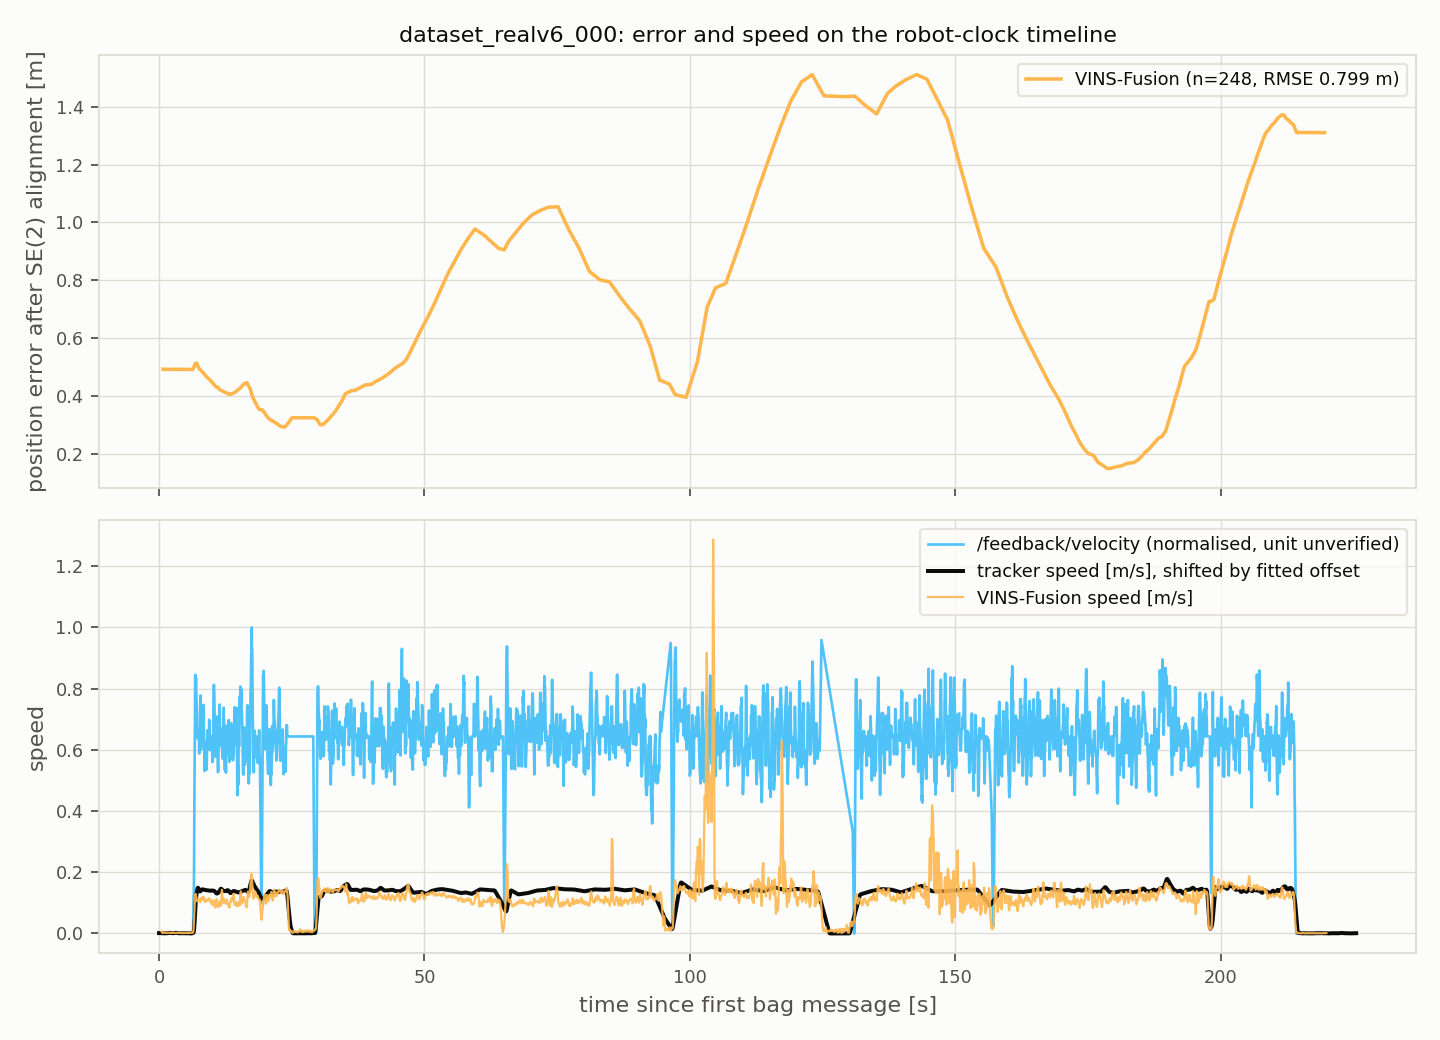 dataset_realv6_000: error and speed on the robot-clock timeline
position error after SE(2) alignment [m]
VINS-Fusion (n=248, RMSE 0.799 m)
1.4
1.2
1.0
0.8
0.6
0.4
0.2
speed
/feedback/velocity (normalised, unit unverified)
tracker speed [m/s], shifted by fitted offset
VINS-Fusion speed [m/s]
1.2
1.0
0.8
0.6
0.4
0.2
0.0
0 50 100 150 200
time since first bag message [s]